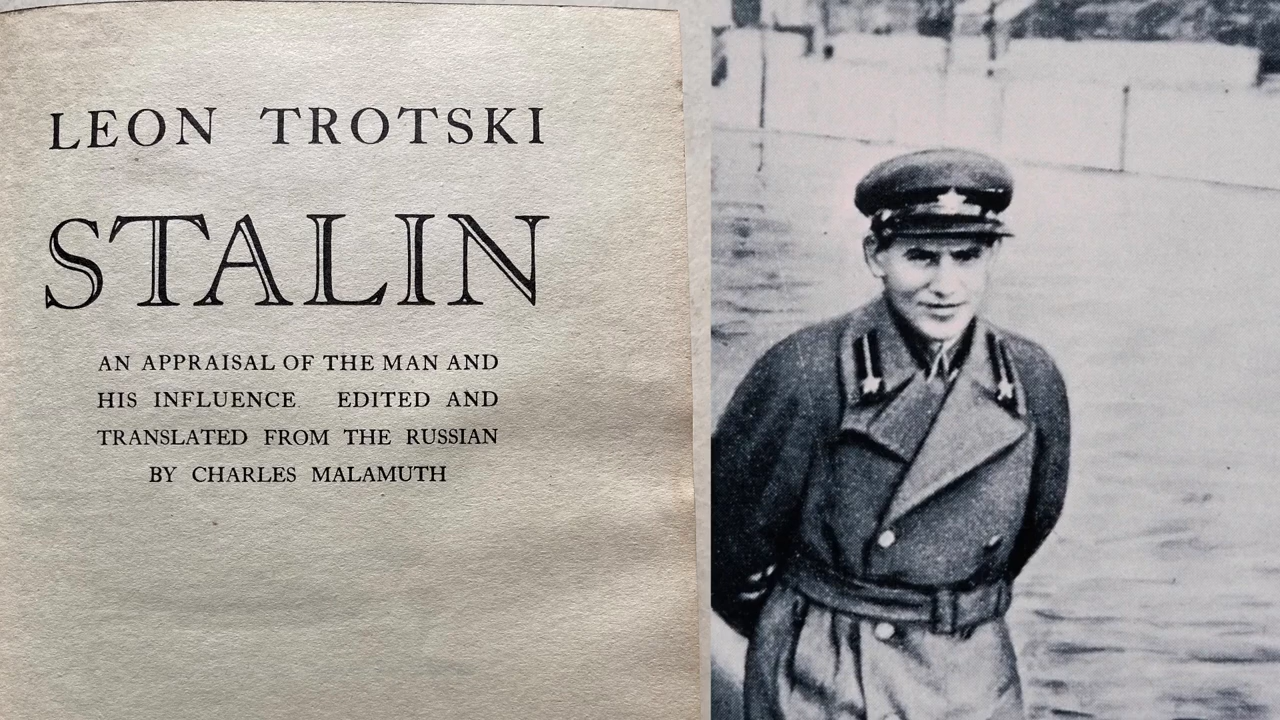 LEON TROTSKI
STALIN
AN APPRAISAL OF THE MAN AND
HIS INFLUENCE. EDITED AND
TRANSLATED FROM THE RUSSIAN
BY CHARLES MALAMUTH